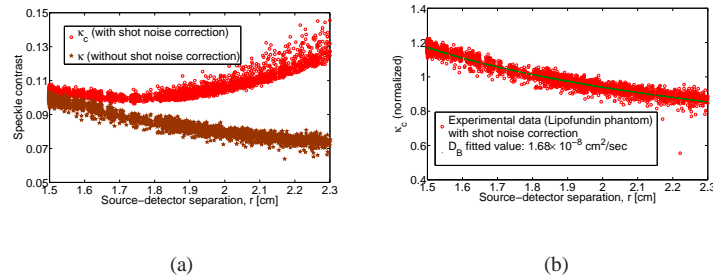 0.15
0.13
0.11
0.09
0.07
0.05
Speckle contrast
κc (with shot noise correction)
κ (without shot noise correction)
1.5 1.6 1.7 1.8 1.9 2 2.1 2.2 2.3
Source−detector separation, r [cm]
(a)
1.4
1.2
1
0.8
0.6
0.4
κc (normalized)
Experimental data (Lipofundin phantom)
with shot noise correction
DB fitted value: 1.68× 10−8 cm2/sec
1.5 1.6 1.7 1.8 1.9 2 2.1 2.2 2.3
Source−detector separation, r [cm]
(b)